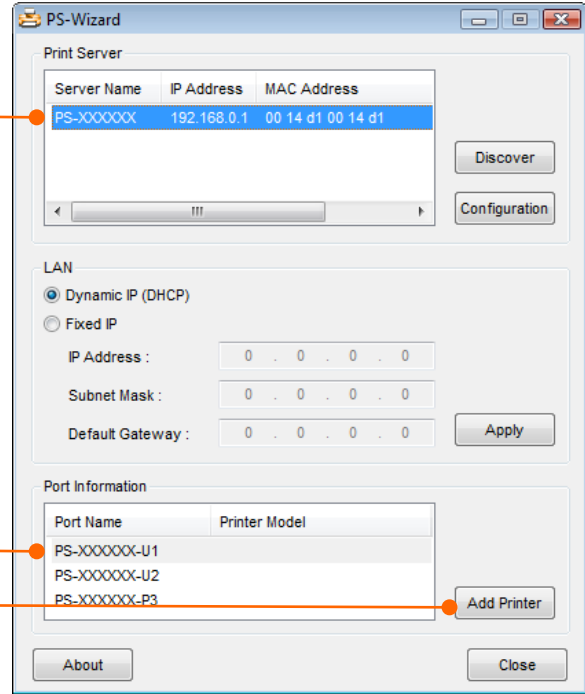 PS-Wizard
Print Server
Server Name IP Address MAC Address
PS-XXXXXX 192.168.0.1 00 14 d1 00 14 d1
Discover
Configuration
LAN
Dynamic IP (DHCP)
Fixed IP
IP Address : 0 . 0 . 0 . 0
Subnet Mask : 0 . 0 . 0 . 0
Default Gateway : 0 . 0 . 0 . 0 Apply
Port Information
Port Name Printer Model
PS-XXXXXX-U1
PS-XXXXXX-U2
PS-XXXXXX-P3 Add Printer
About Close